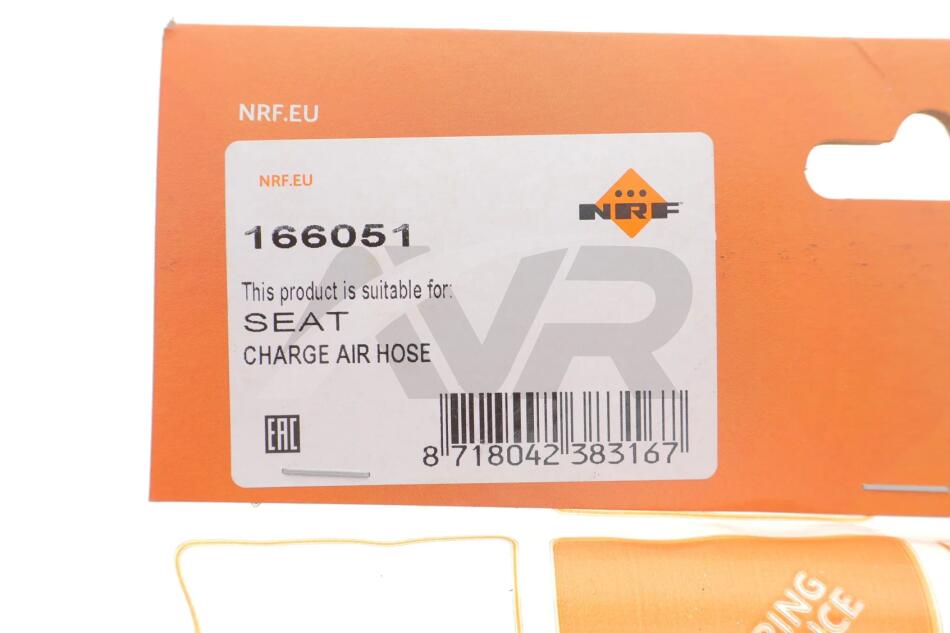 NRF.EU
NRF.EU
NRF
166051
This product is suitable for:
SEAT
CHARGE AIR HOSE
EAC
8 718042 383167
IVR